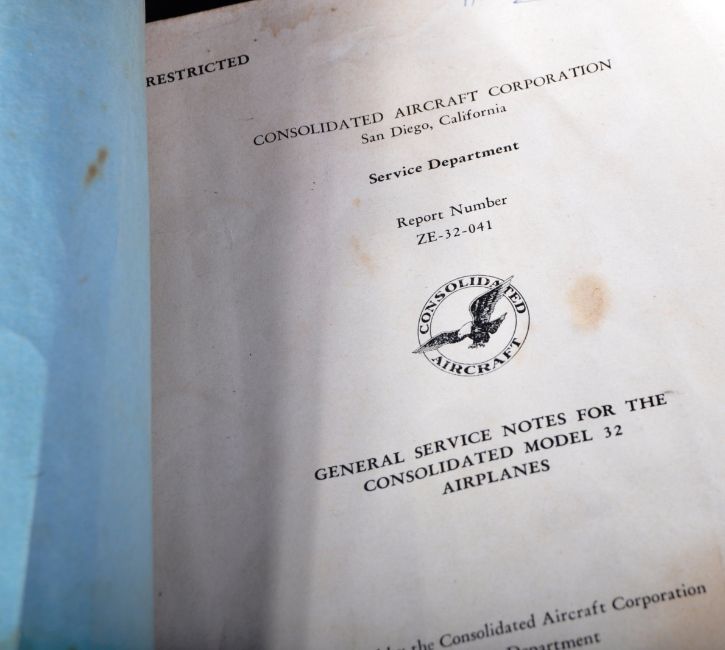 RESTRICTED
CONSOLIDATED AIRCRAFT CORPORATION
San Diego, California
Service Department
Report Number
ZE-32-041
CONSOLIDATED
AIRCRAFT
GENERAL SERVICE NOTES FOR THE
CONSOLIDATED MODEL 32
AIRPLANES
the Consolidated Aircraft Corporation
Department